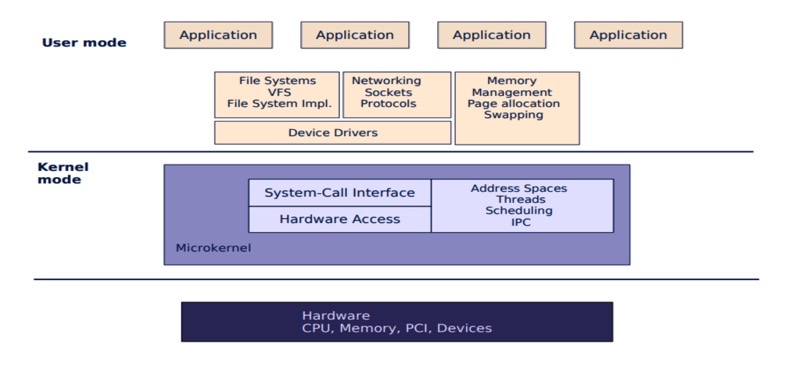 User mode
Application
Application
Application
Application
File Systems
VFS
File System Impl.
Networking
Sockets
Protocols
Memory
Management
Page allocation
Swapping
Device Drivers
Kernel
mode
System-Call Interface
Hardware Access
Address Spaces
Threads
Scheduling
IPC
Microkernel
Hardware
CPU, Memory, PCI, Devices